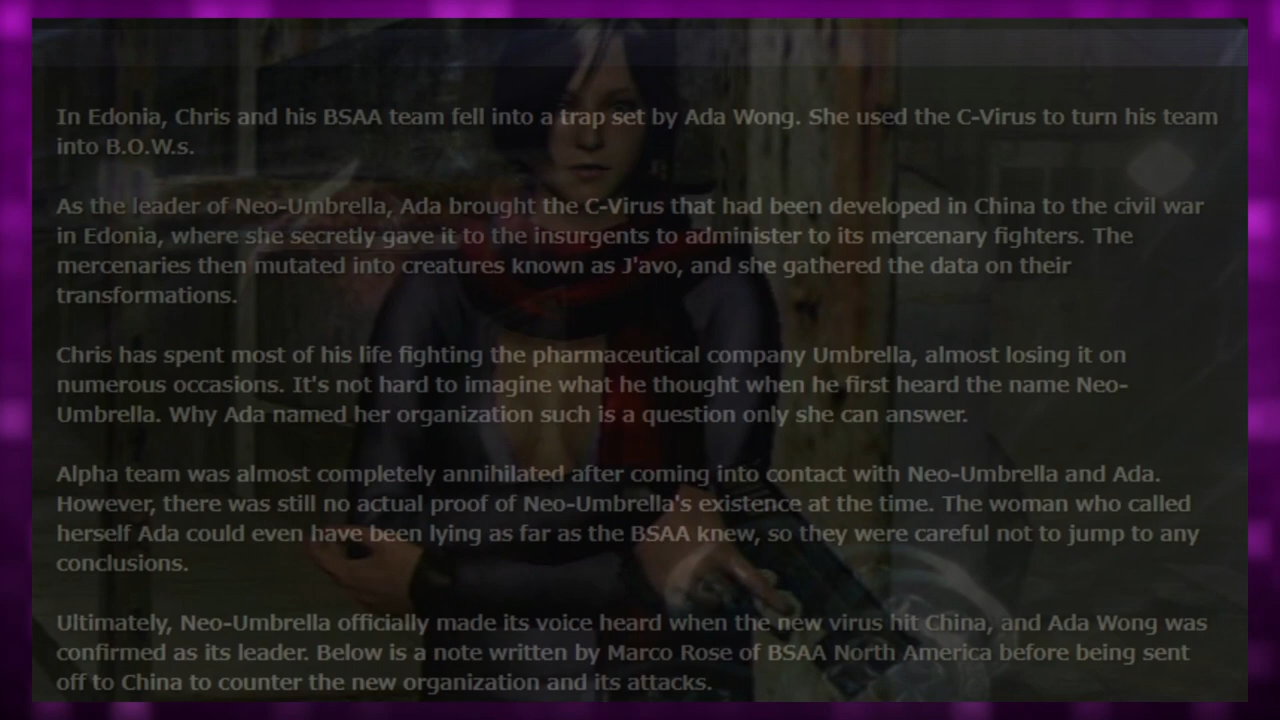 In Edonia, Chris and his BSAA team fell into a trap set by Ada Wong. She used the C-Virus to turn his team
into B.O.W.s.
As the leader of Neo-Umbrella, Ada brought the C-Virus that had been developed in China to the civil war
in Edonia, where she secretly gave it to the insurgents to administer to its mercenary fighters. The
mercenaries then mutated into creatures known as J'avo, and she gathered the data on their
transformations.
Chris has spent most of his life fighting the pharmaceutical company Umbrella, almost losing it on
numerous occasions. It's not hard to imagine what he thought when he first heard the name Neo-
Umbrella. Why Ada named her organization such is a question only she can answer.
Alpha team was almost completely annihilated after coming into contact with Neo-Umbrella and Ada.
However, there was still no actual proof of Neo-Umbrella's existence at the time. The woman who called
herself Ada could even have been lying as far as the BSAA knew, so they were careful not to jump to any
conclusions.
Ultimately, Neo-Umbrella officially made its voice heard when the new virus hit China, and Ada Wong was
confirmed as its leader. Below is a note written by Marco Rose of BSAA North America before being sent
off to China to counter the new organization and its attacks.